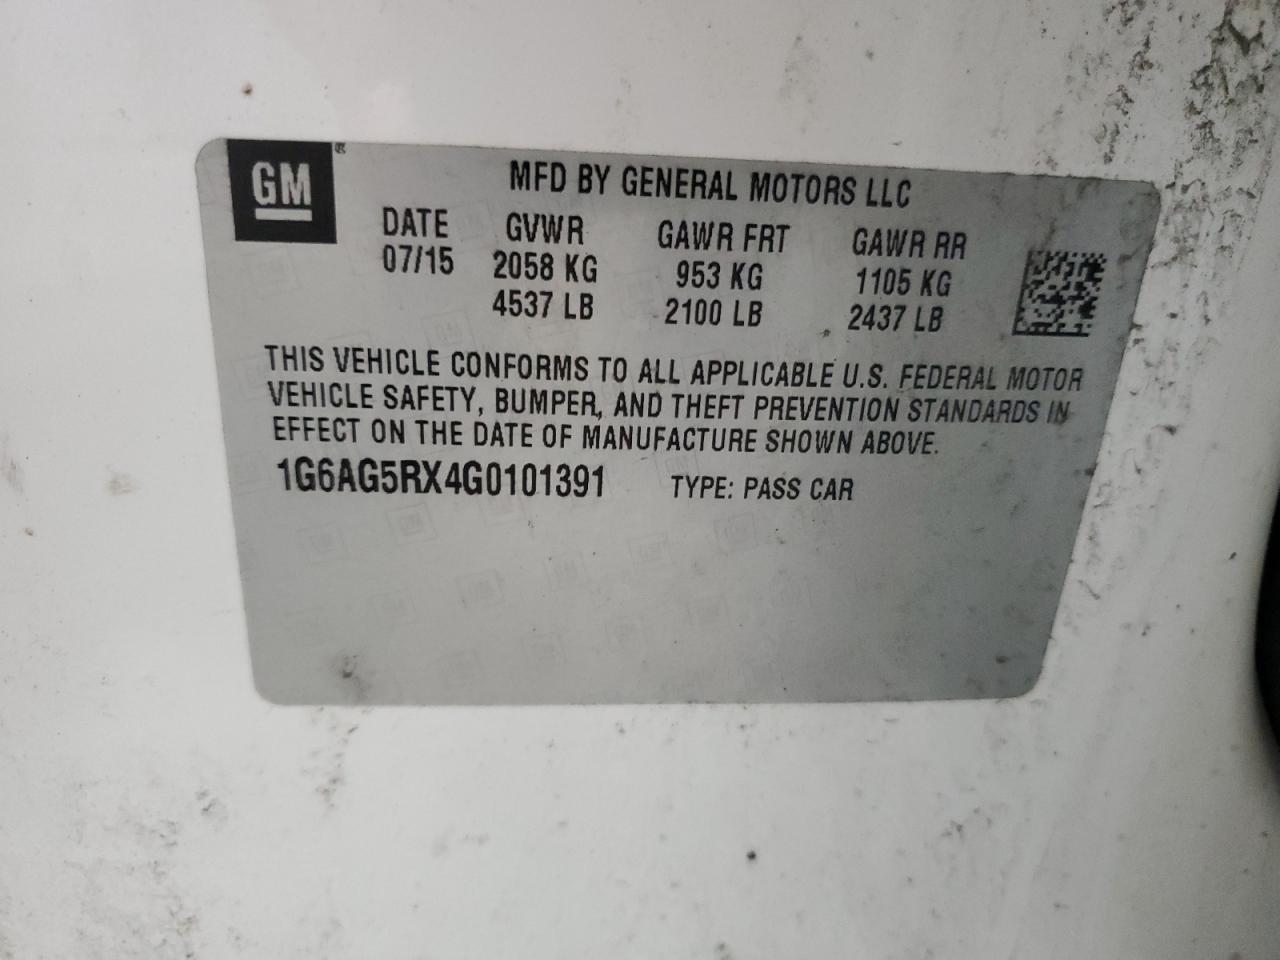 GM®
MFD BY GENERAL MOTORS LLC
DATE GVWR GAWR FRT GAWR RR
07/15 2058 KG 953 KG 1105 KG
4537 LB 2100 LB 2437 LB
THIS VEHICLE CONFORMS TO ALL APPLICABLE U.S. FEDERAL MOTOR
VEHICLE SAFETY, BUMPER, AND THEFT PREVENTION STANDARDS IN
EFFECT ON THE DATE OF MANUFACTURE SHOWN ABOVE.
1G6AG5RX4G0101391 TYPE: PASS CAR